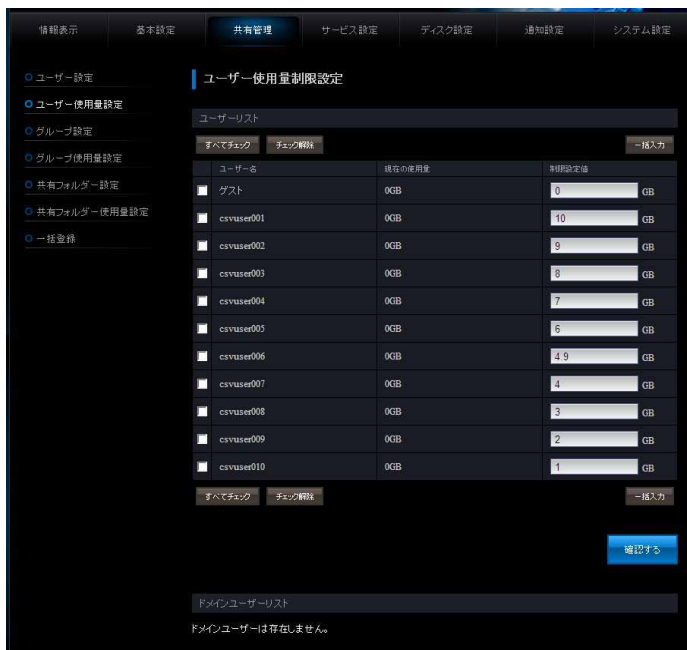 情報表示 基本設定 共有管理 サービス設定 ディスク設定 通知設定 システム設定
ユーザー設定
ユーザー使用量設定
グループ設定
グループ使用量設定
共有フォルダー設定
共有フォルダー使用量設定
一括登録
ユーザー使用量制限設定
ユーザーリスト
すべてチェック チェック解除 一括入力
ユーザー名 現在の使用量 制限設定値
ゲスト 0GB 0 GB
csvuser001 0GB 10 GB
csvuser002 0GB 9 GB
csvuser003 0GB 8 GB
csvuser004 0GB 7 GB
csvuser005 0GB 6 GB
csvuser006 0GB 4.9 GB
csvuser007 0GB 4 GB
csvuser008 0GB 3 GB
csvuser009 0GB 2 GB
csvuser010 0GB 1 GB
すべてチェック チェック解除 一括入力
確認する
ドメインユーザーリスト
ドメインユーザーは存在しません。